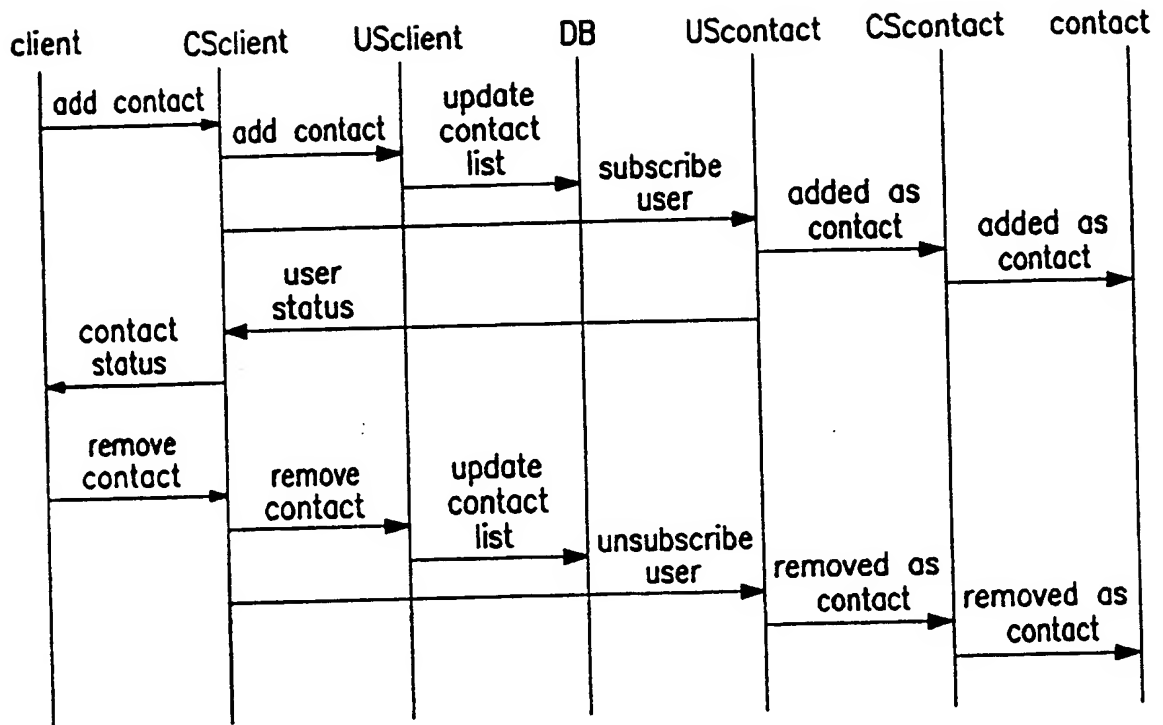 client
CSclient
USclient
DB
UScontact
CScontact
contact
add contact
add contact
update
contact
list
subscribe
user
added as
contact
added as
contact
user
status
contact
status
remove
contact
remove
contact
update
contact
list
unsubscribe
user
removed as
contact
removed as
contact